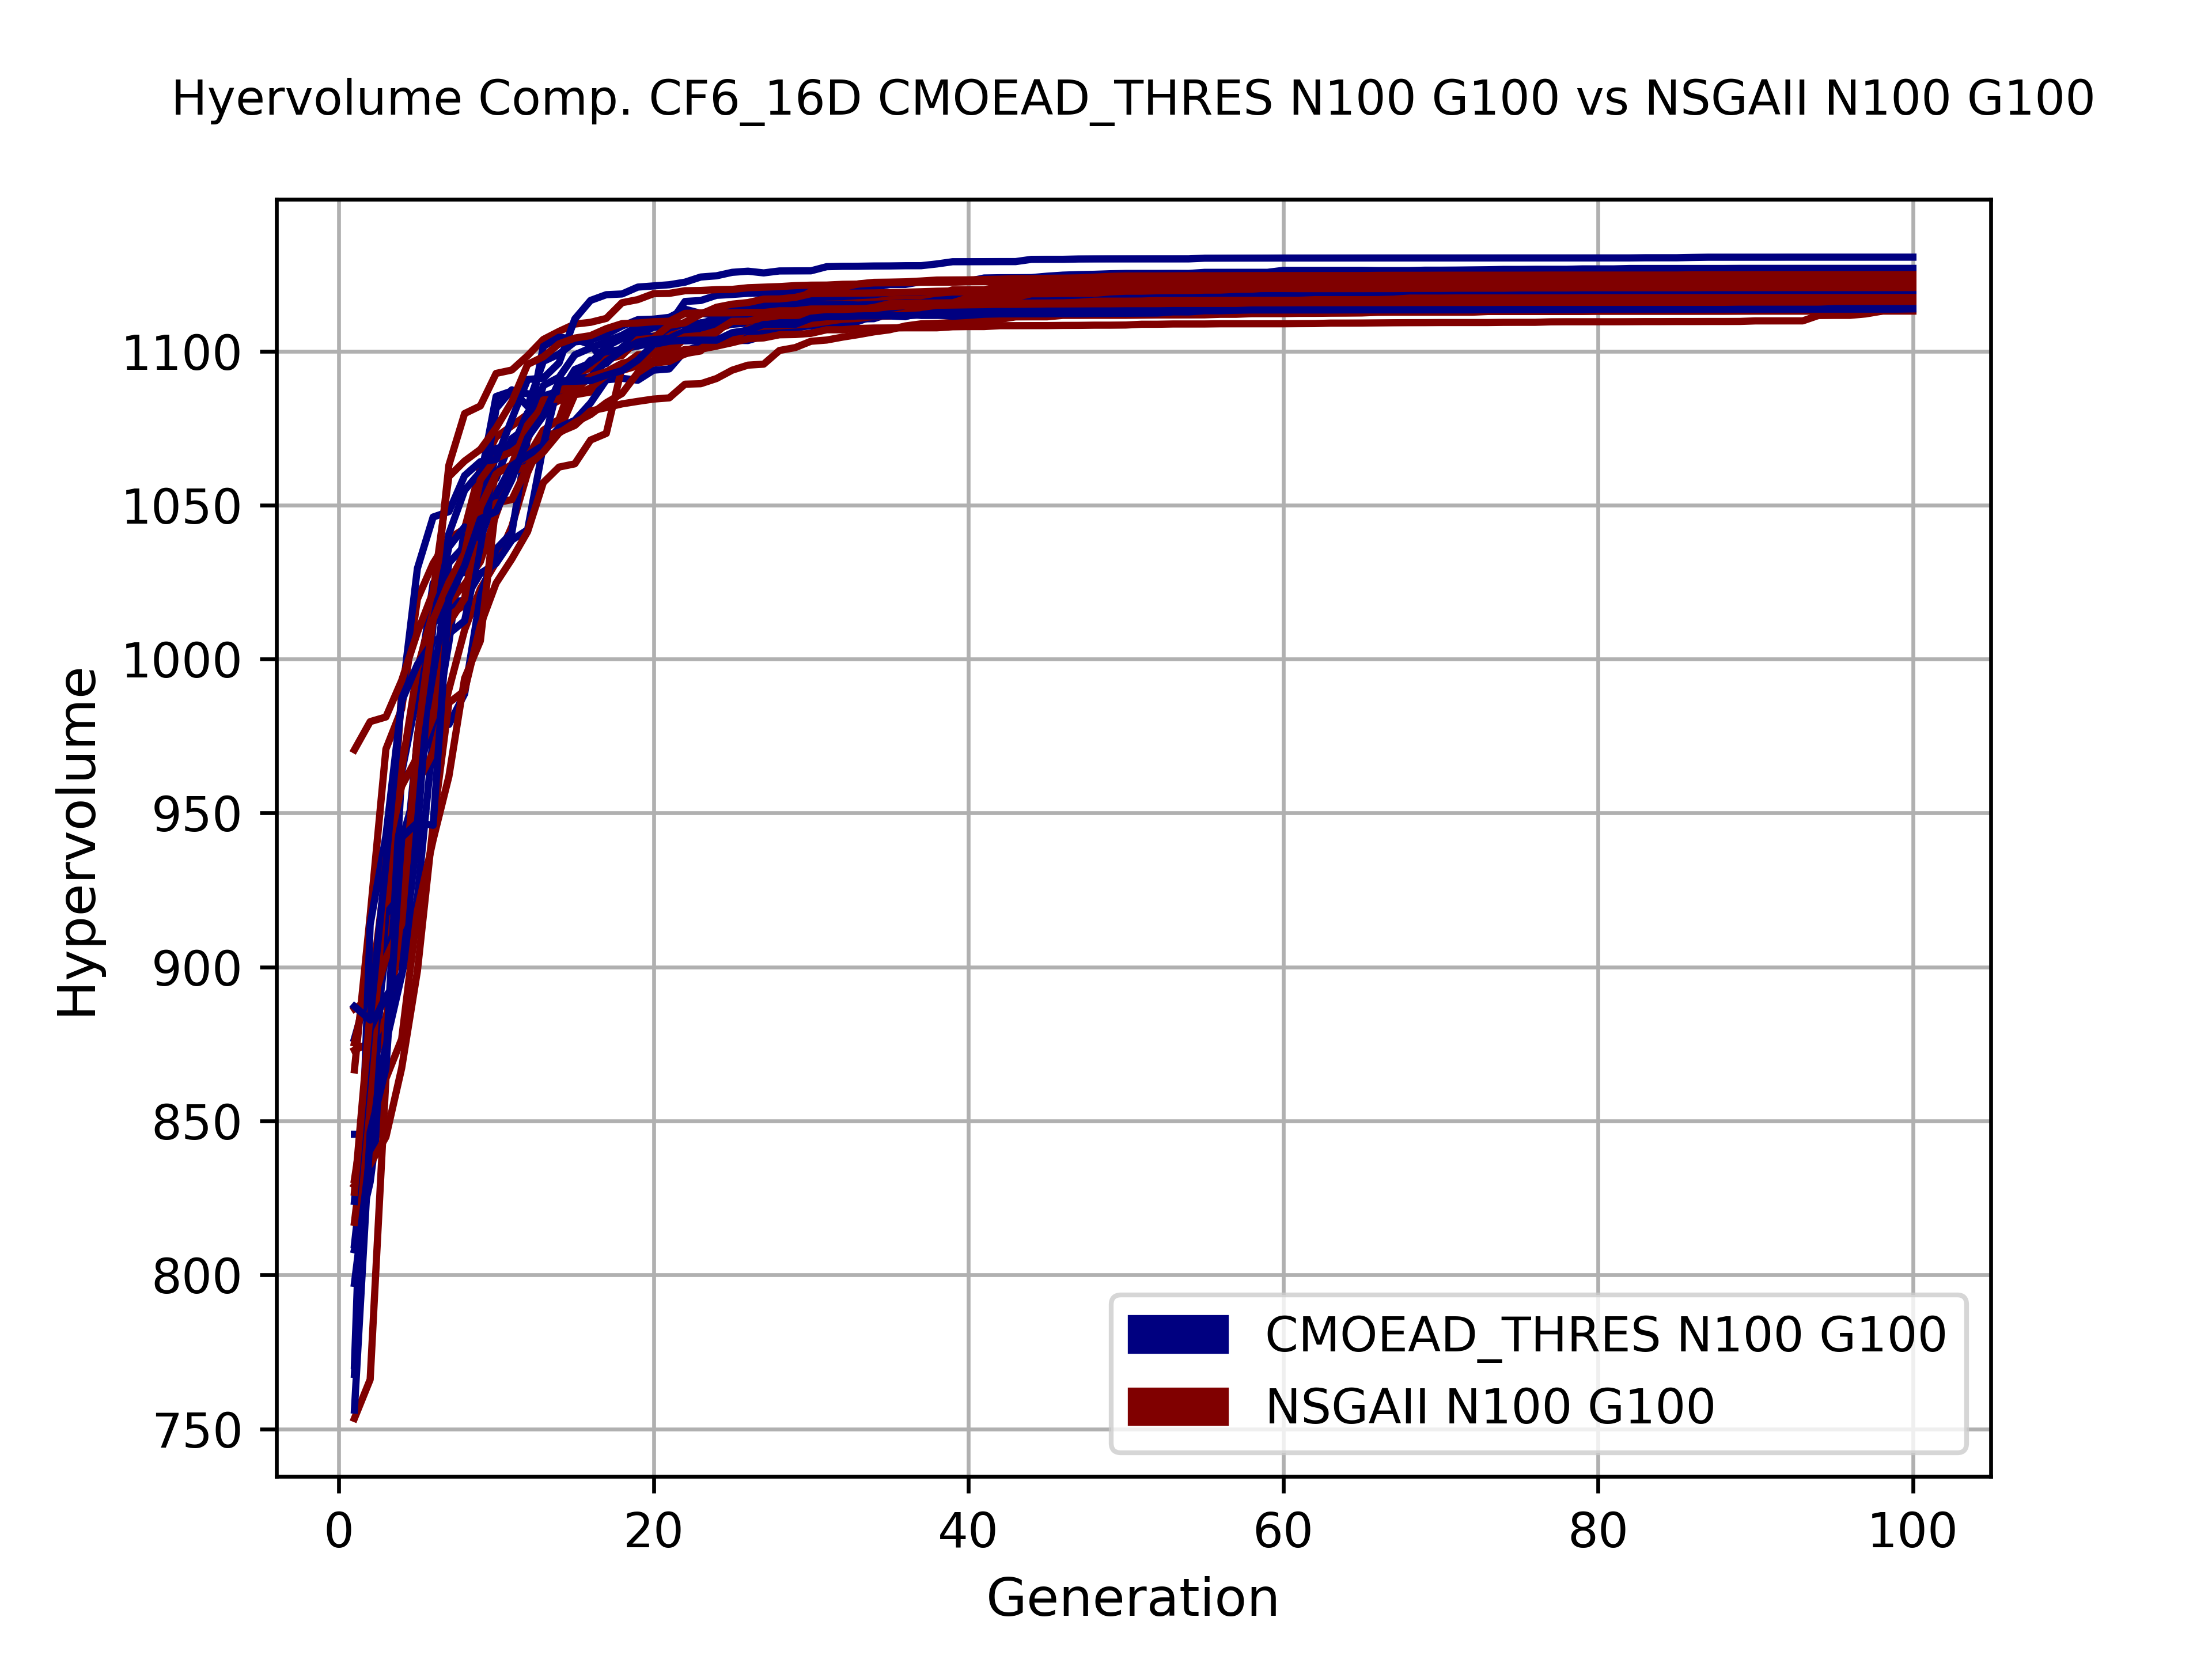 Hyervolume Comp. CF6_16D CMOEAD_THRES N100 G100 vs NSGAII N100 G100
Hypervolume
1100
1050
1000
950
900
850
800
750
CMOEAD_THRES N100 G100
NSGAII N100 G100
0 20 40 60 80 100
Generation